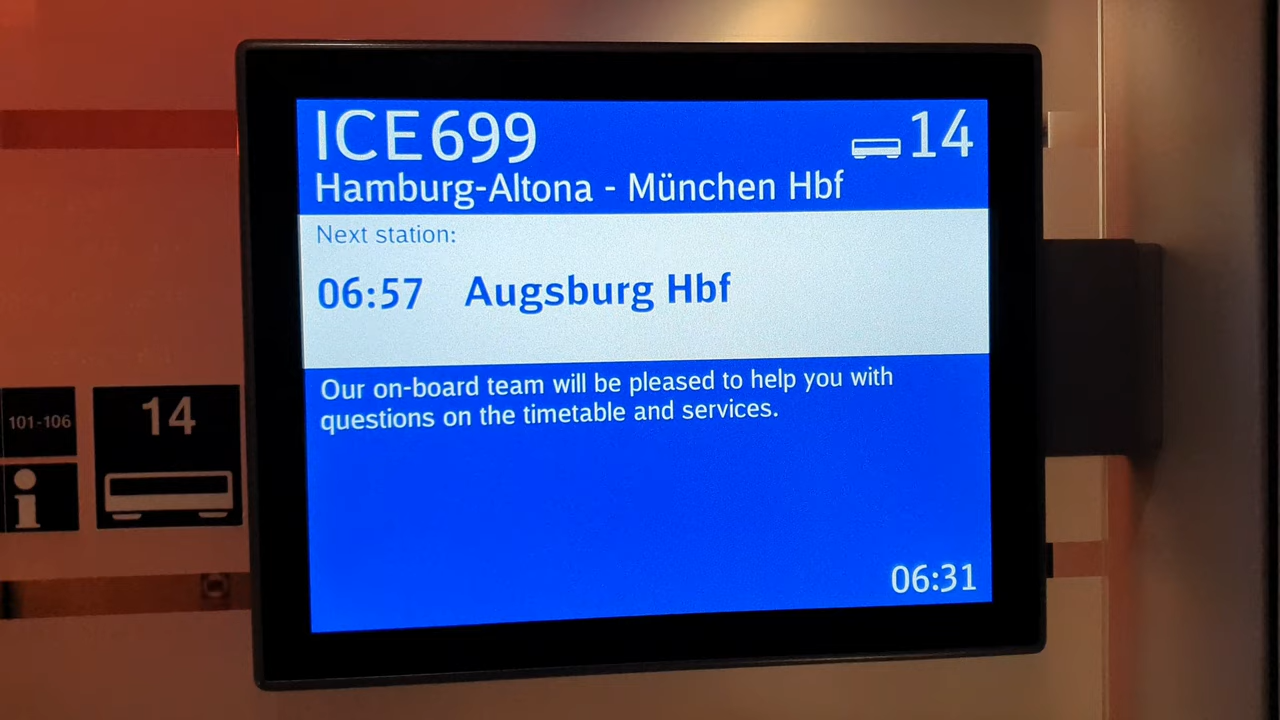 ICE 699
14
Hamburg-Altona - München Hbf
Next station:
06:57 Augsburg Hbf
Our on-board team will be pleased to help you with
questions on the timetable and services.
06:31
101-106
14
i